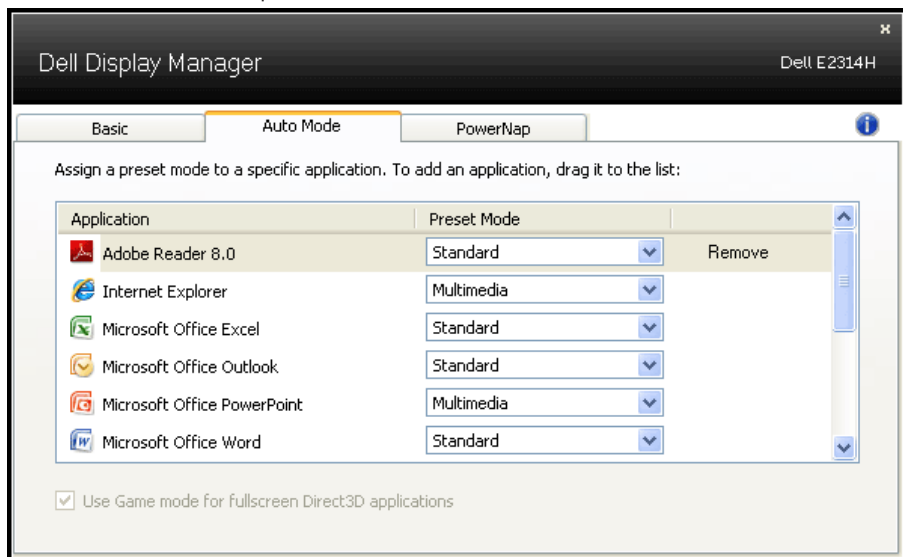 Dell Display Manager
Dell E2314H
Basic Auto Mode PowerNap
Assign a preset mode to a specific application. To add an application, drag it to the list:
Application Preset Mode
Adobe Reader 8.0 Standard Remove
Internet Explorer Multimedia
Microsoft Office Excel Standard
Microsoft Office Outlook Standard
Microsoft Office PowerPoint Multimedia
Microsoft Office Word Standard
Use Game mode for fullscreen Direct3D applications